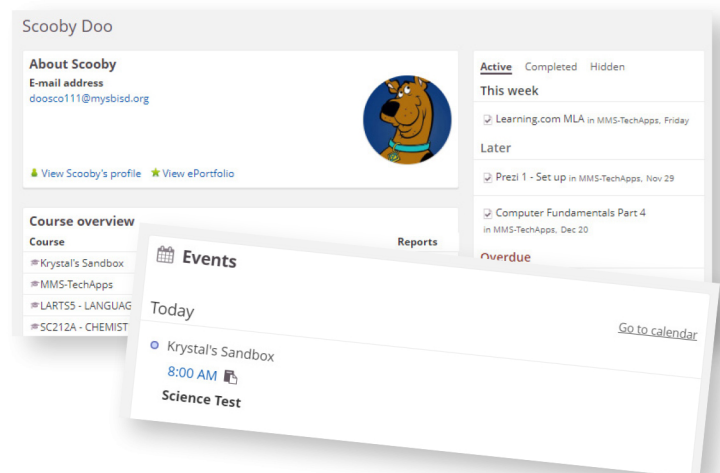 Scooby Doo
About Scooby
E-mail address
doosco111@mysbisd.org
View Scooby's profile View ePortfolio
Course overview
Course Reports
Krystal's Sandbox
MMS-TechApps
LARTS5 - LANGUAG
SC212A - CHEMIST
Active Completed Hidden
This week
Learning.com MLA in MMS-TechApps, Friday
Later
Prezi 1 - Set up in MMS-TechApps, Nov 29
Computer Fundamentals Part 4
in MMS-TechApps, Dec 20
Overdue
Events
Today
Go to calendar
Krystal's Sandbox
8:00 AM
Science Test